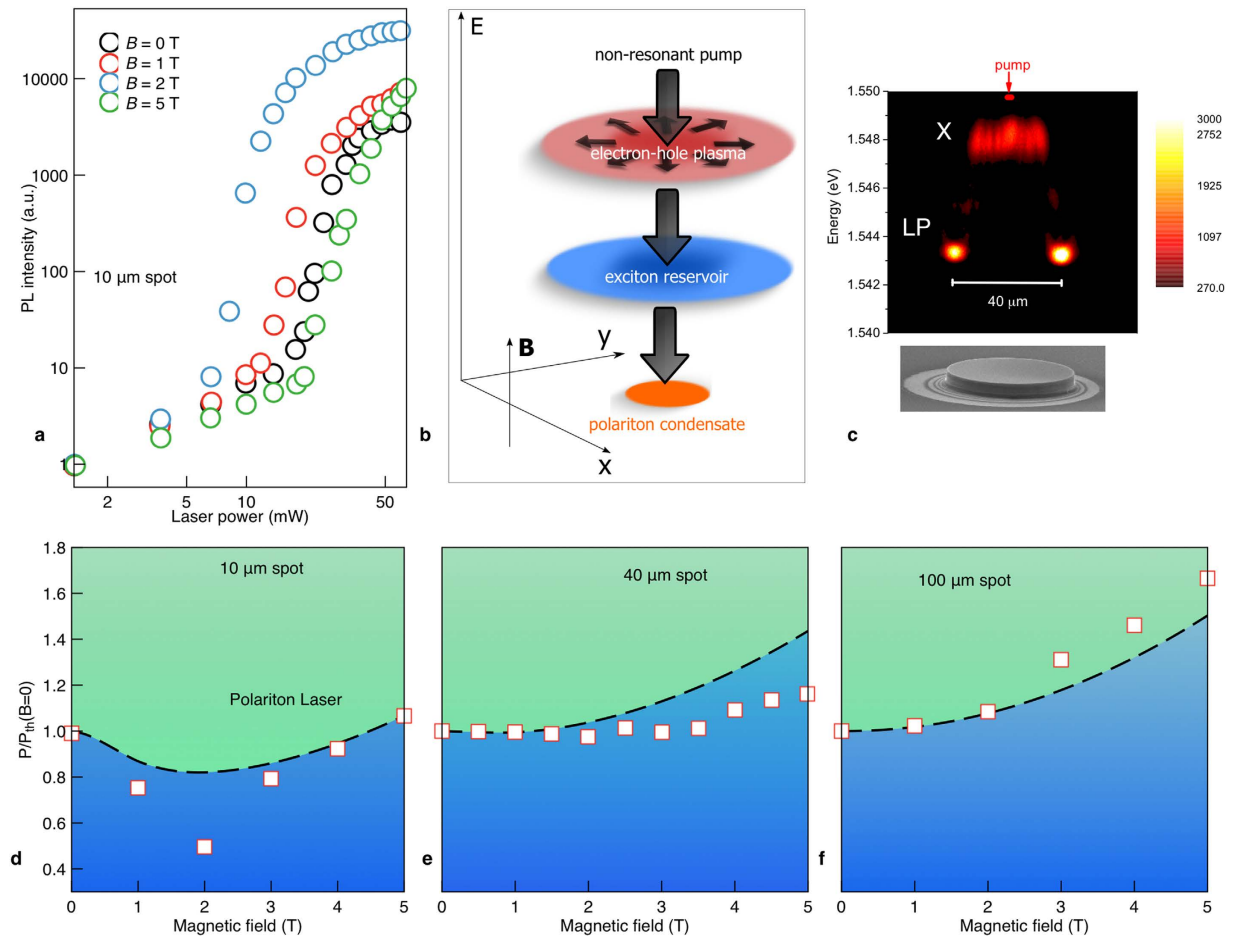 B = 0 T
B = 1 T
B = 2 T
B = 5 T
10000
1000
100
10
1
PL intensity (a.u.)
10 µm spot
2
5
10
50
Laser power (mW)
a
E
non-resonant pump
electron-hole plasma
exciton reservoir
polariton condensate
B
y
x
b
pump
1.550
1.548
1.546
1.544
1.542
1.540
Energy (eV)
X
LP
40 µm
3000
2752
1925
1097
270.0
c
1.8
1.6
1.4
1.2
1.0
0.8
0.6
0.4
P/Pth(B=0)
10 µm spot
Polariton Laser
d
0
1
2
3
4
5
Magnetic field (T)
40 µm spot
e
0
1
2
3
4
5
Magnetic field (T)
100 µm spot
f
0
1
2
3
4
5
Magnetic field (T)